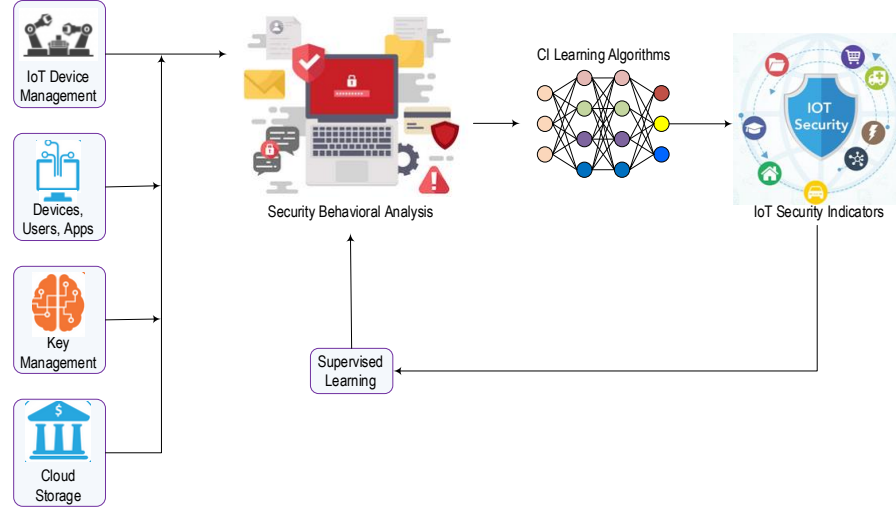 IoT Device
Management
Devices,
Users, Apps
Key
Management
$
Cloud
Storage
Security Behavioral Analysis
CI Learning Algorithms
IOT
Security
IoT Security Indicators
Supervised
Learning